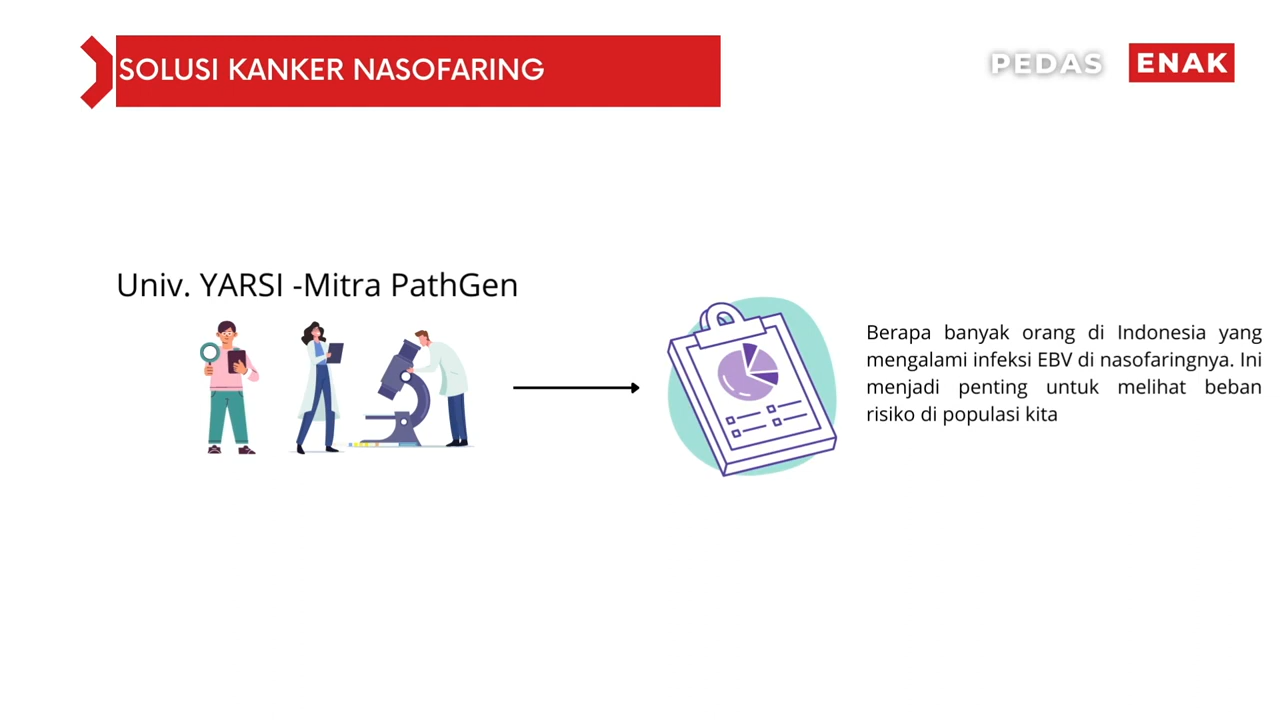 SOLUSI KANKER NASOFARING
PEDAS ENAK
Univ. YARSI -Mitra PathGen
Berapa banyak orang di Indonesia yang
mengalami infeksi EBV di nasofaringnya. Ini
menjadi penting untuk melihat beban
risiko di populasi kita